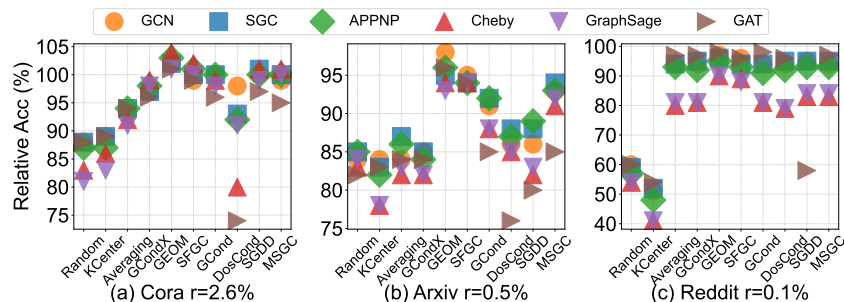 GCN SGC APPNP Cheby GraphSage GAT
Relative Acc (%)
105
100
95
90
85
80
75
Random KCenter Averaging GCondX GEOM SFGC GCond DosCond SGDD MSGC
(a) Cora r=2.6%
100
95
90
85
80
75
Random KCenter Averaging GCondX GEOM SFGC GCond DosCond SGDD MSGC
(b) Arxiv r=0.5%
100
90
80
70
60
50
40
Random KCenter Averaging GCondX GEOM SFGC GCond DosCond SGDD MSGC
(c) Reddit r=0.1%